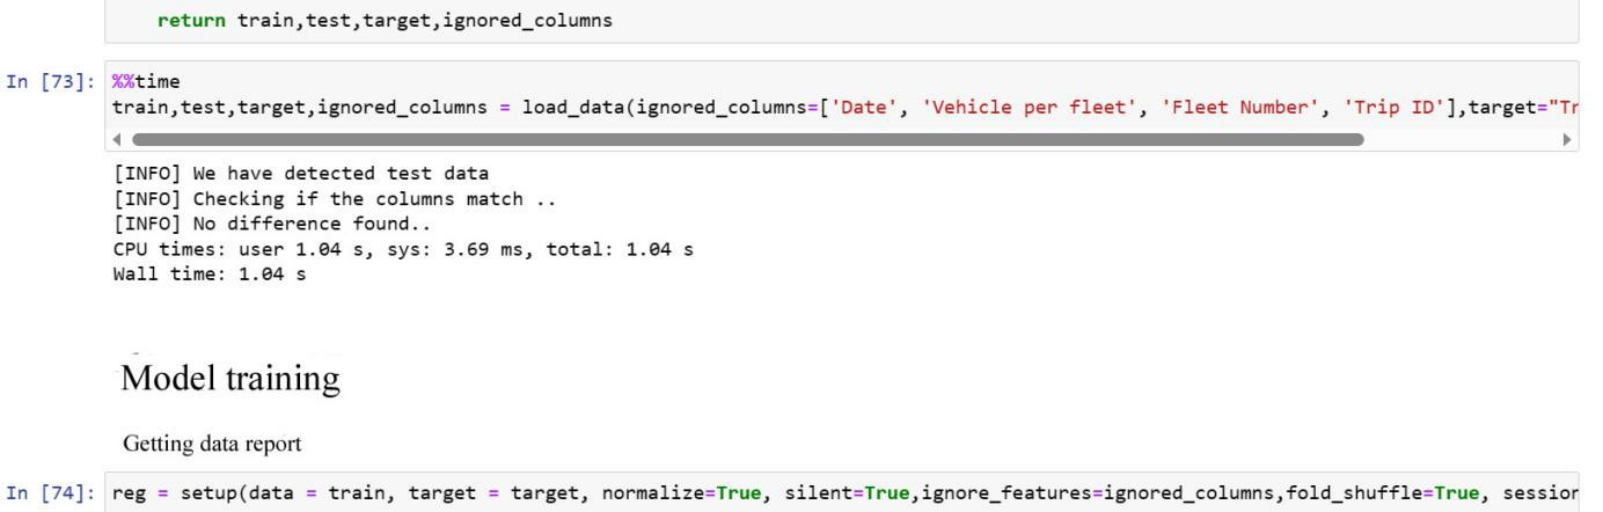 return train,test,target,ignored_columns
In [73]: %%time
train,test,target,ignored_columns = load_data(ignored_columns=['Date', 'Vehicle per fleet', 'Fleet Number', 'Trip ID'],target="Tr
[INFO] We have detected test data
[INFO] Checking if the columns match ..
[INFO] No difference found..
CPU times: user 1.04 s, sys: 3.69 ms, total: 1.04 s
Wall time: 1.04 s
Model training
Getting data report
In [74]: reg = setup(data = train, target = target, normalize=True, silent=True,ignore_features=ignored_columns,fold_shuffle=True, session